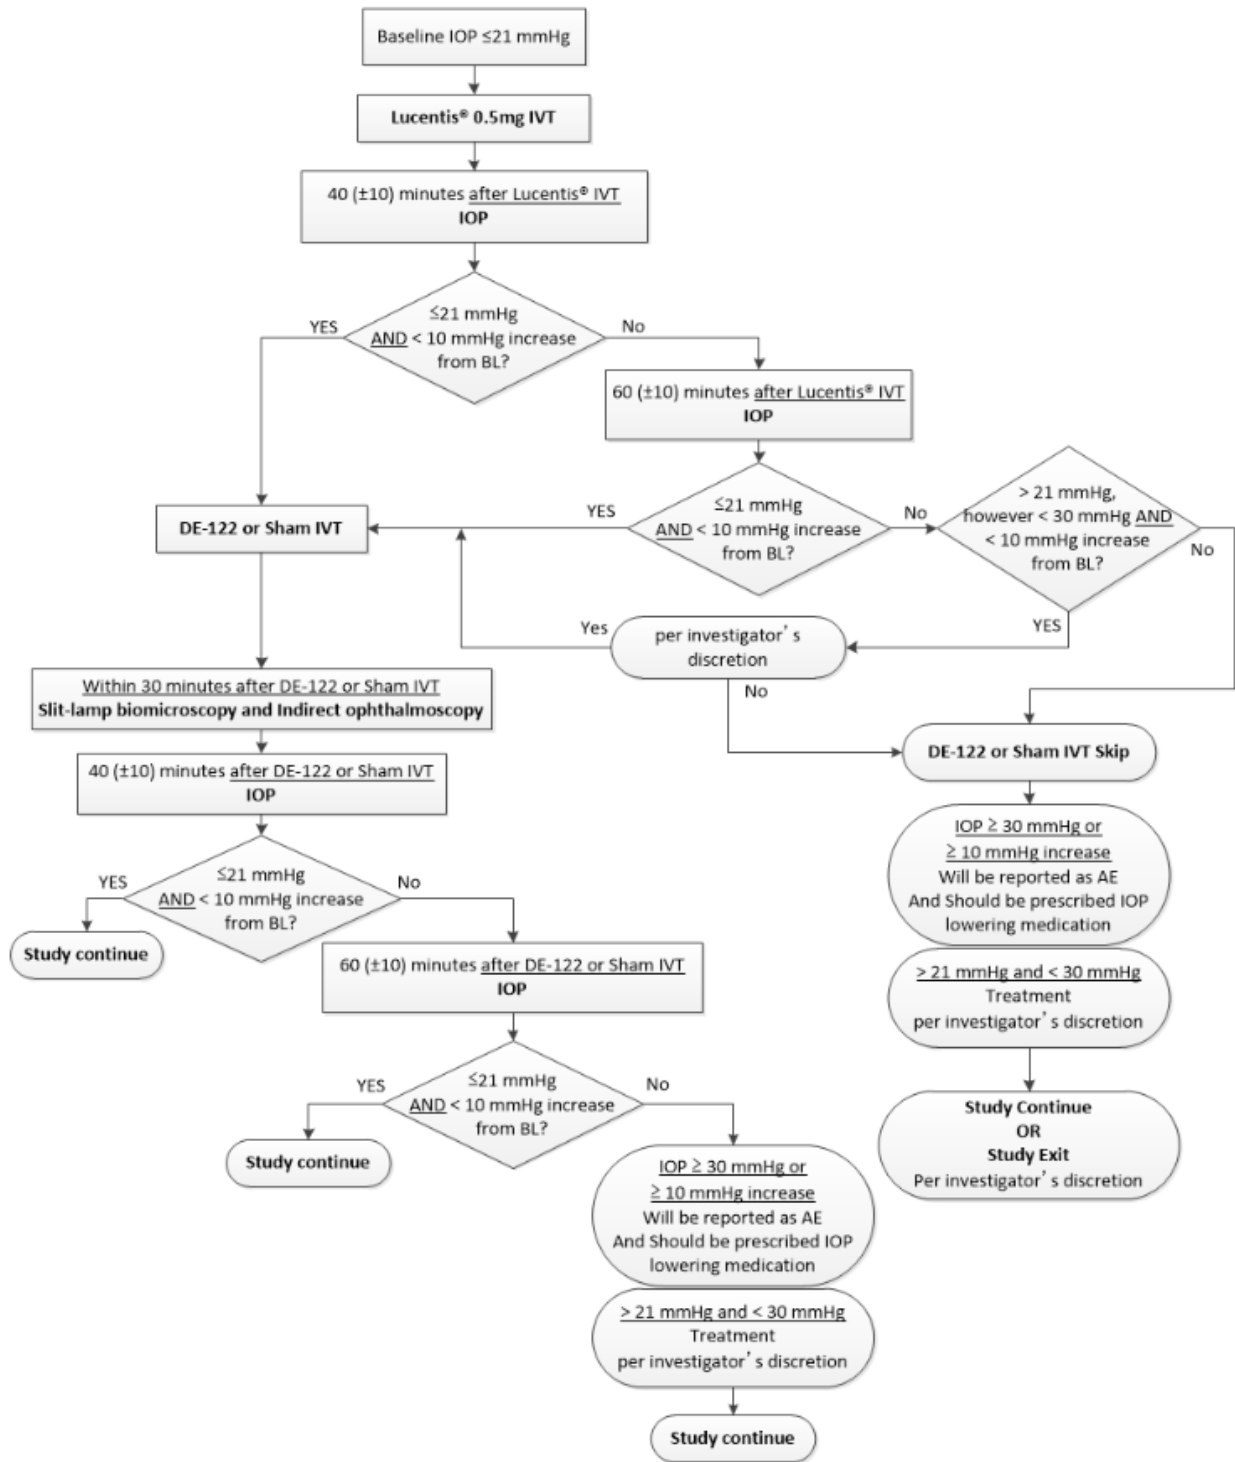 Baseline IOP ≤21 mmHg
Lucentis® 0.5mg IVT
40 (±10) minutes after Lucentis® IVT
IOP
≤21 mmHg
AND < 10 mmHg increase
from BL?
YES
No
60 (±10) minutes after Lucentis® IVT
IOP
≤21 mmHg
AND < 10 mmHg increase
from BL?
YES
No
> 21 mmHg,
however < 30 mmHg AND
< 10 mmHg increase
from BL?
No
YES
DE-122 or Sham IVT
per investigator's
discretion
Yes
No
Within 30 minutes after DE-122 or Sham IVT
Slit-lamp biomicroscopy and Indirect ophthalmoscopy
DE-122 or Sham IVT Skip
40 (±10) minutes after DE-122 or Sham IVT
IOP
IOP ≥ 30 mmHg or
≥ 10 mmHg increase
Will be reported as AE
And Should be prescribed IOP
lowering medication
≤21 mmHg
AND < 10 mmHg increase
from BL?
YES
No
Study continue
60 (±10) minutes after DE-122 or Sham IVT
IOP
> 21 mmHg and < 30 mmHg
Treatment
per investigator's discretion
≤21 mmHg
AND < 10 mmHg increase
from BL?
YES
No
Study continue
Study Continue
OR
Study Exit
Per investigator's discretion
IOP ≥ 30 mmHg or
≥ 10 mmHg increase
Will be reported as AE
And Should be prescribed IOP
lowering medication
> 21 mmHg and < 30 mmHg
Treatment
per investigator's discretion
Study continue